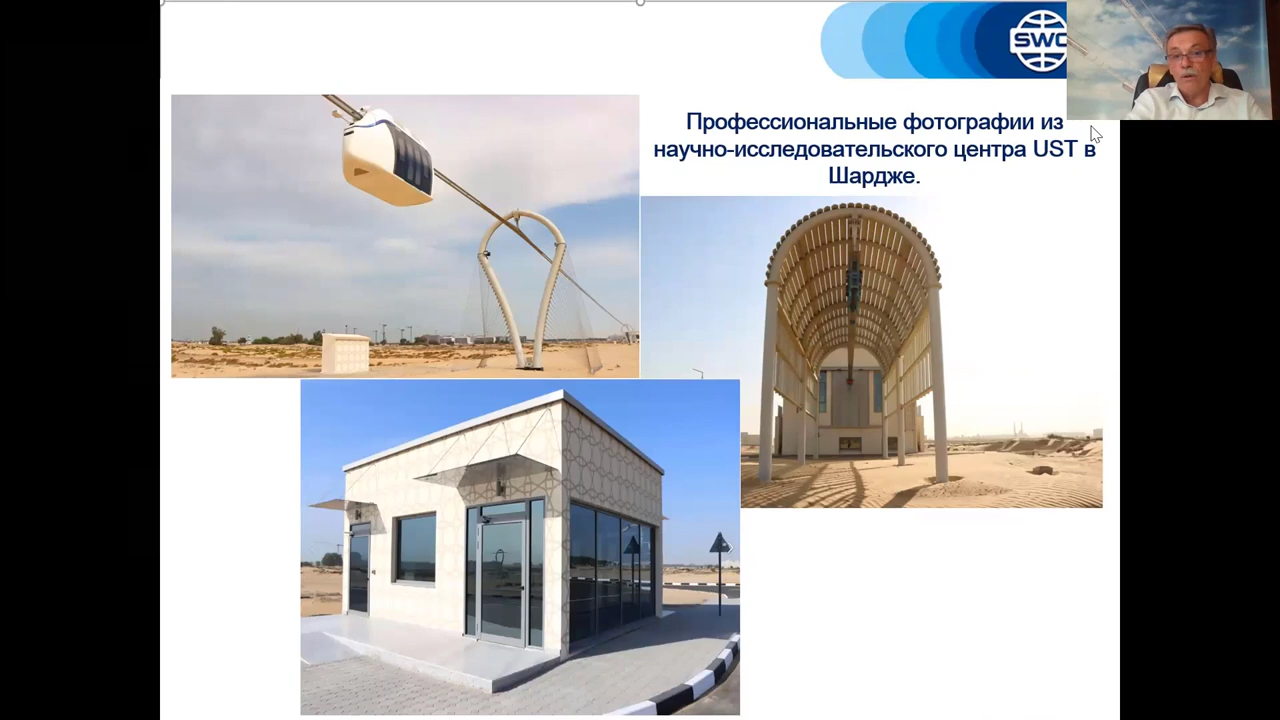 SWC
Профессиональные фотографии из
научно-исследовательского центра UST в
Шардже.